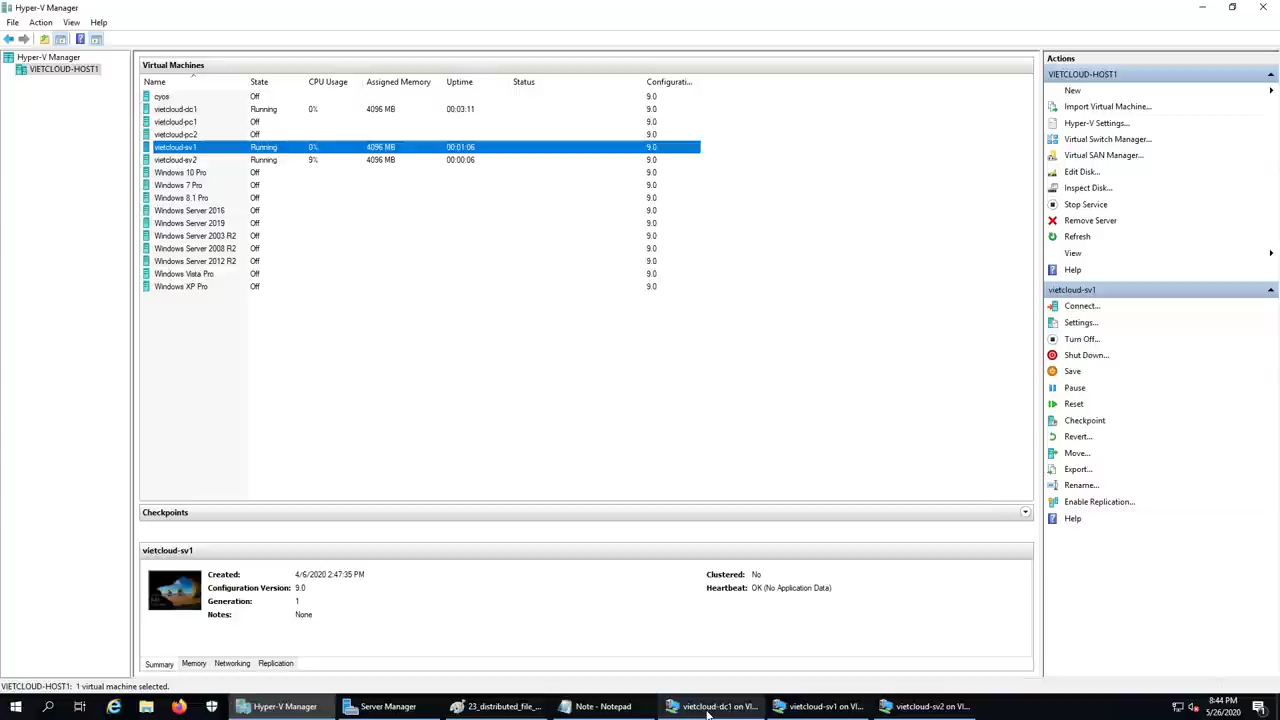 Hyper-V Manager
File Action View Help
Hyper-V Manager
VIETCLOUD-HOST1
Virtual Machines
Name State CPU Usage Assigned Memory Uptime Status Configurati...
cyos Off 9.0
vietcloud-dc1 Running 0% 4096 MB 00:03:11 9.0
vietcloud-pc1 Off 9.0
vietcloud-pc2 Off 9.0
vietcloud-sv1 Running 0% 4096 MB 00:01:06 9.0
vietcloud-sv2 Running 9% 4096 MB 00:00:06 9.0
Windows 10 Pro Off 9.0
Windows 7 Pro Off 9.0
Windows 8.1 Pro Off 9.0
Windows Server 2016 Off 9.0
Windows Server 2019 Off 9.0
Windows Server 2003 R2 Off 9.0
Windows Server 2008 R2 Off 9.0
Windows Server 2012 R2 Off 9.0
Windows Vista Pro Off 9.0
Windows XP Pro Off 9.0
Checkpoints
vietcloud-sv1
Created: 4/6/2020 2:47:35 PM Clustered: No
Configuration Version: 9.0 Heartbeat: OK (No Application Data)
Generation: 1
Notes: None
Summary Memory Networking Replication
Actions
VIETCLOUD-HOST1
New
Import Virtual Machine...
Hyper-V Settings...
Virtual Switch Manager...
Virtual SAN Manager...
Edit Disk...
Inspect Disk...
Stop Service
Remove Server
Refresh
View
Help
vietcloud-sv1
Connect...
Settings...
Turn Off...
Shut Down...
Save
Pause
Reset
Checkpoint
Revert...
Move...
Export...
Rename...
Enable Replication...
Help
VIETCLOUD-HOST1: 1 virtual machine selected.
Hyper-V Manager Server Manager 23_distributed_file_... Note - Notepad vietcloud-dc1 on VI... vietcloud-sv1 on VI... vietcloud-sv2 on VI...
8:44 PM
5/26/2020